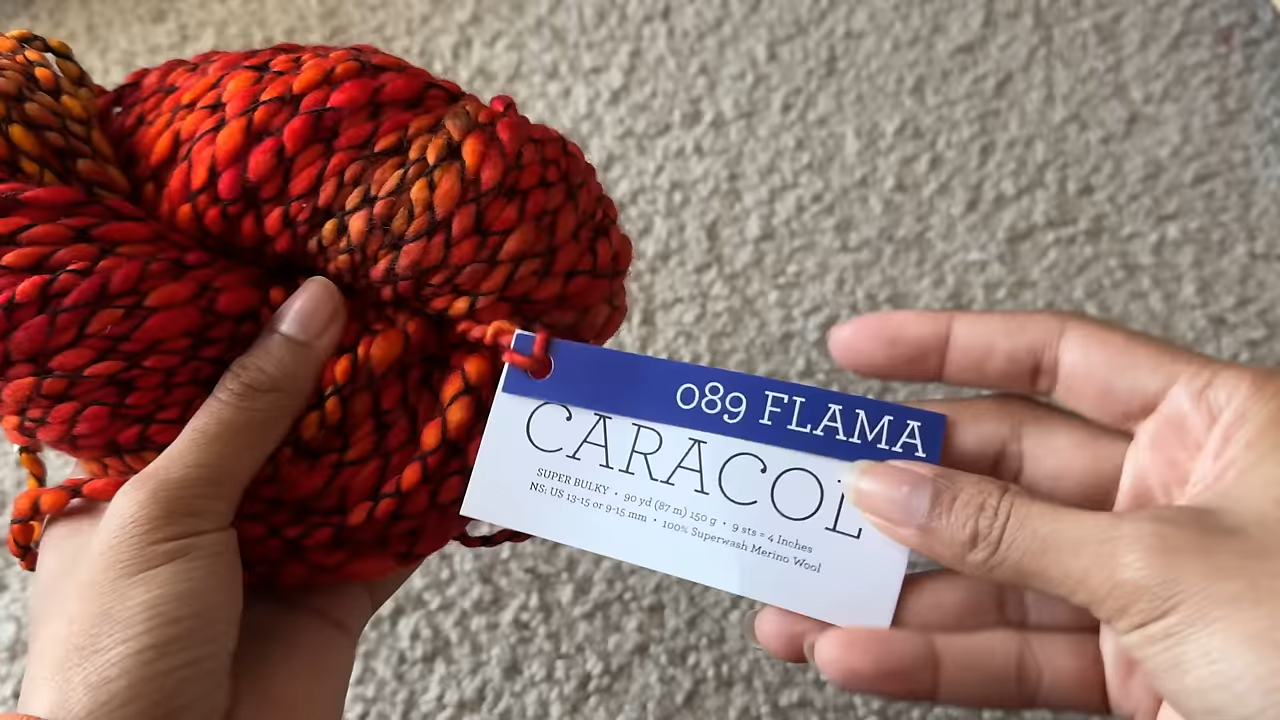 089 FLAMA
CARACOL
SUPER BULKY • 90 yd (87 m) 150 g • 9 sts = 4 Inches
NS: US 13-15 or 9-15 mm • 100% Superwash Merino Wool